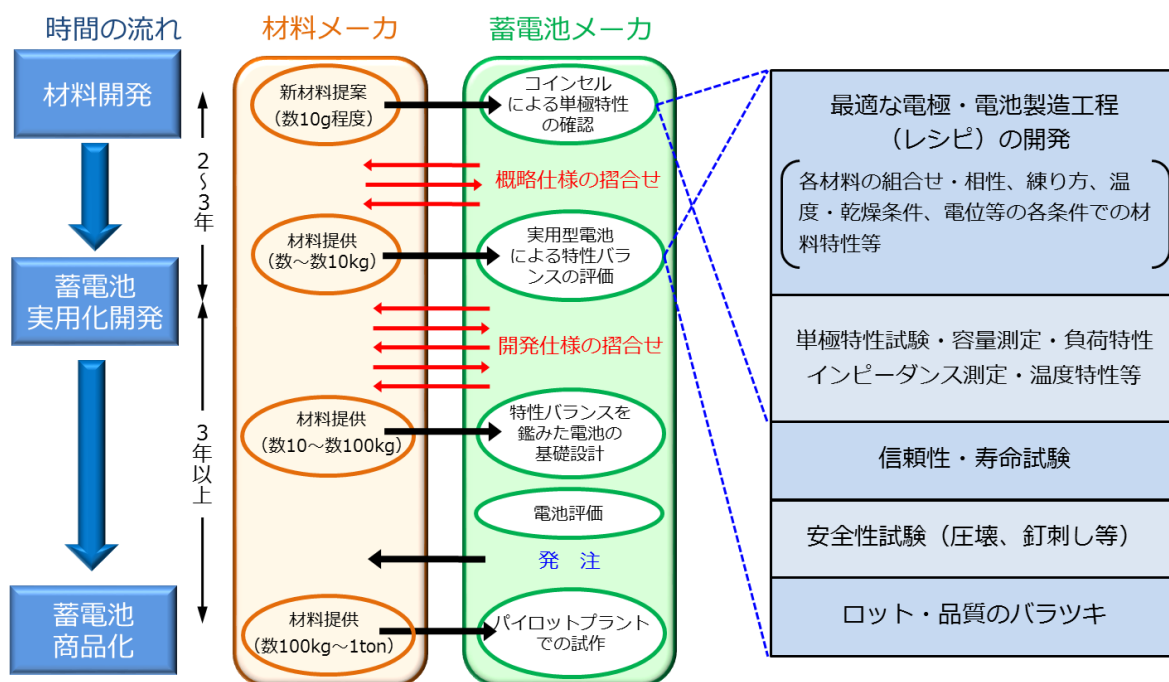 時間の流れ
材料メーカ
蓄電池メーカ
材料開発
蓄電池
実用化開発
蓄電池
商品化
2～3年
3年以上
新材料提案
(数10g程度)
コインセル
による単極特性
の確認
概略仕様の摺合せ
材料提供
(数～数10kg)
実用型電池
による特性バラ
ンスの評価
開発仕様の摺合せ
材料提供
(数10～数100kg)
特性バランスを
鑑みた電池の
基礎設計
電池評価
発　注
材料提供
(数100kg～1ton)
パイロットプラント
での試作
最適な電極・電池製造工程
（レシピ）の開発
各材料の組合せ・相性、練り方、温
度・乾燥条件、電位等の各条件での材
料特性等
単極特性試験・容量測定・負荷特性
インピーダンス測定・温度特性等
信頼性・寿命試験
安全性試験（圧壊、釘刺し等）
ロット・品質のバラツキ